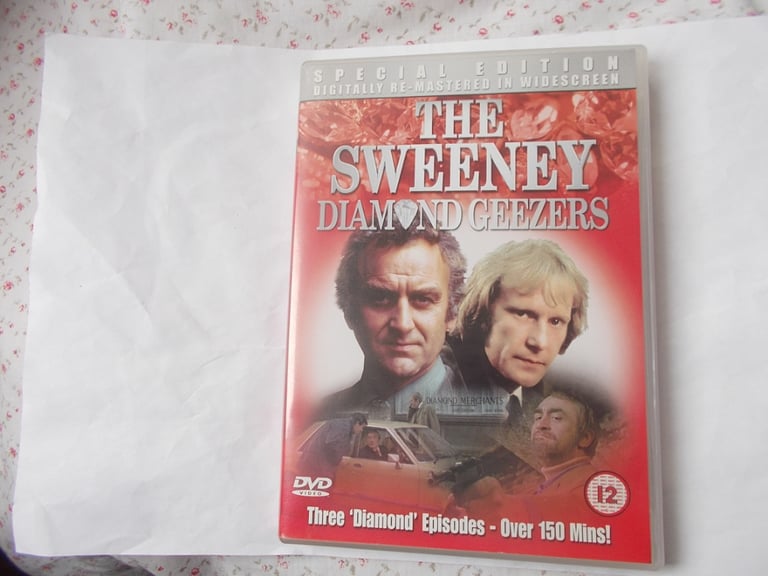 SPECIAL EDITION
DIGITALLY RE-MASTERED IN WIDESCREEN
THE
SWEENEY
DIAMOND GEEZERS
DIAMOND MERCHANTS
DVD
VIDEO
12
Three 'Diamond' Episodes - Over 150 Mins!